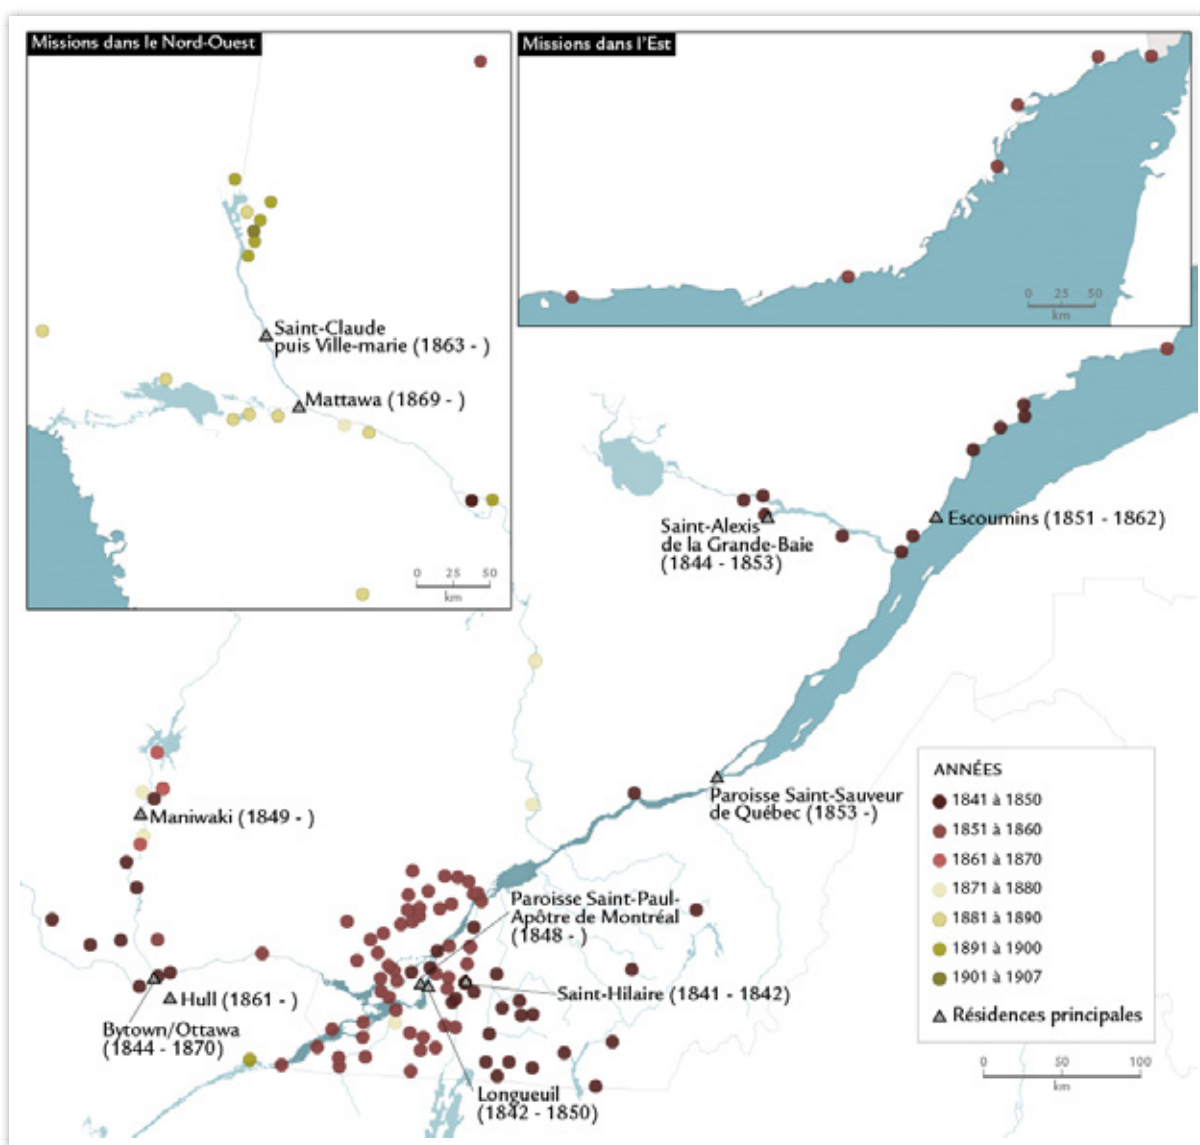 Missions dans le Nord-Ouest
Saint-Claude
puis Ville-marie (1863 - )
Mattawa (1869 - )
0 25 50
km
Missions dans l'Est
0 25 50
km
Saint-Alexis
de la Grande-Baie
(1844 - 1853)
Escoumins (1851 - 1862)
Maniwaki (1849 - )
Paroisse Saint-Sauveur
de Québec (1853 -)
Paroisse Saint-Paul-
Apôtre de Montréal
(1848 - )
Saint-Hilaire (1841 - 1842)
Hull (1861 - )
Bytown/Ottawa
(1844 - 1870)
Longueuil
(1842 - 1850)
ANNÉES
1841 à 1850
1851 à 1860
1861 à 1870
1871 à 1880
1881 à 1890
1891 à 1900
1901 à 1907
Résidences principales
0 50 100
km